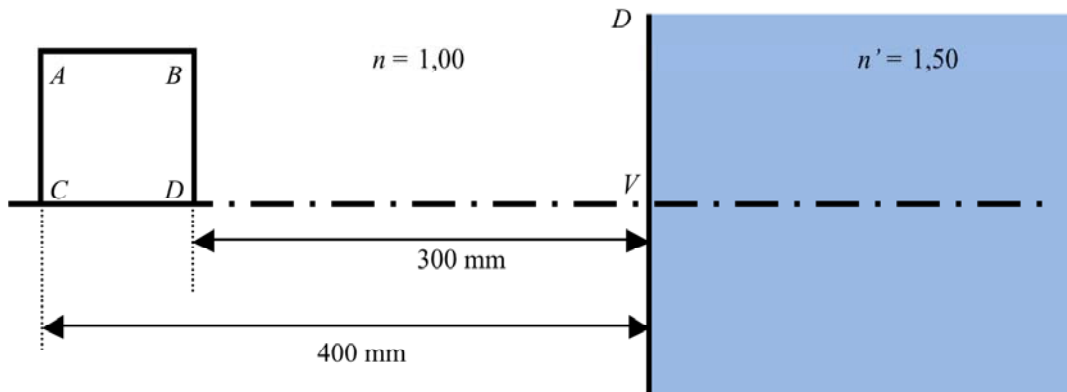 D
n = 1,00
n’ = 1,50
A B
C D
V
300 mm
400 mm